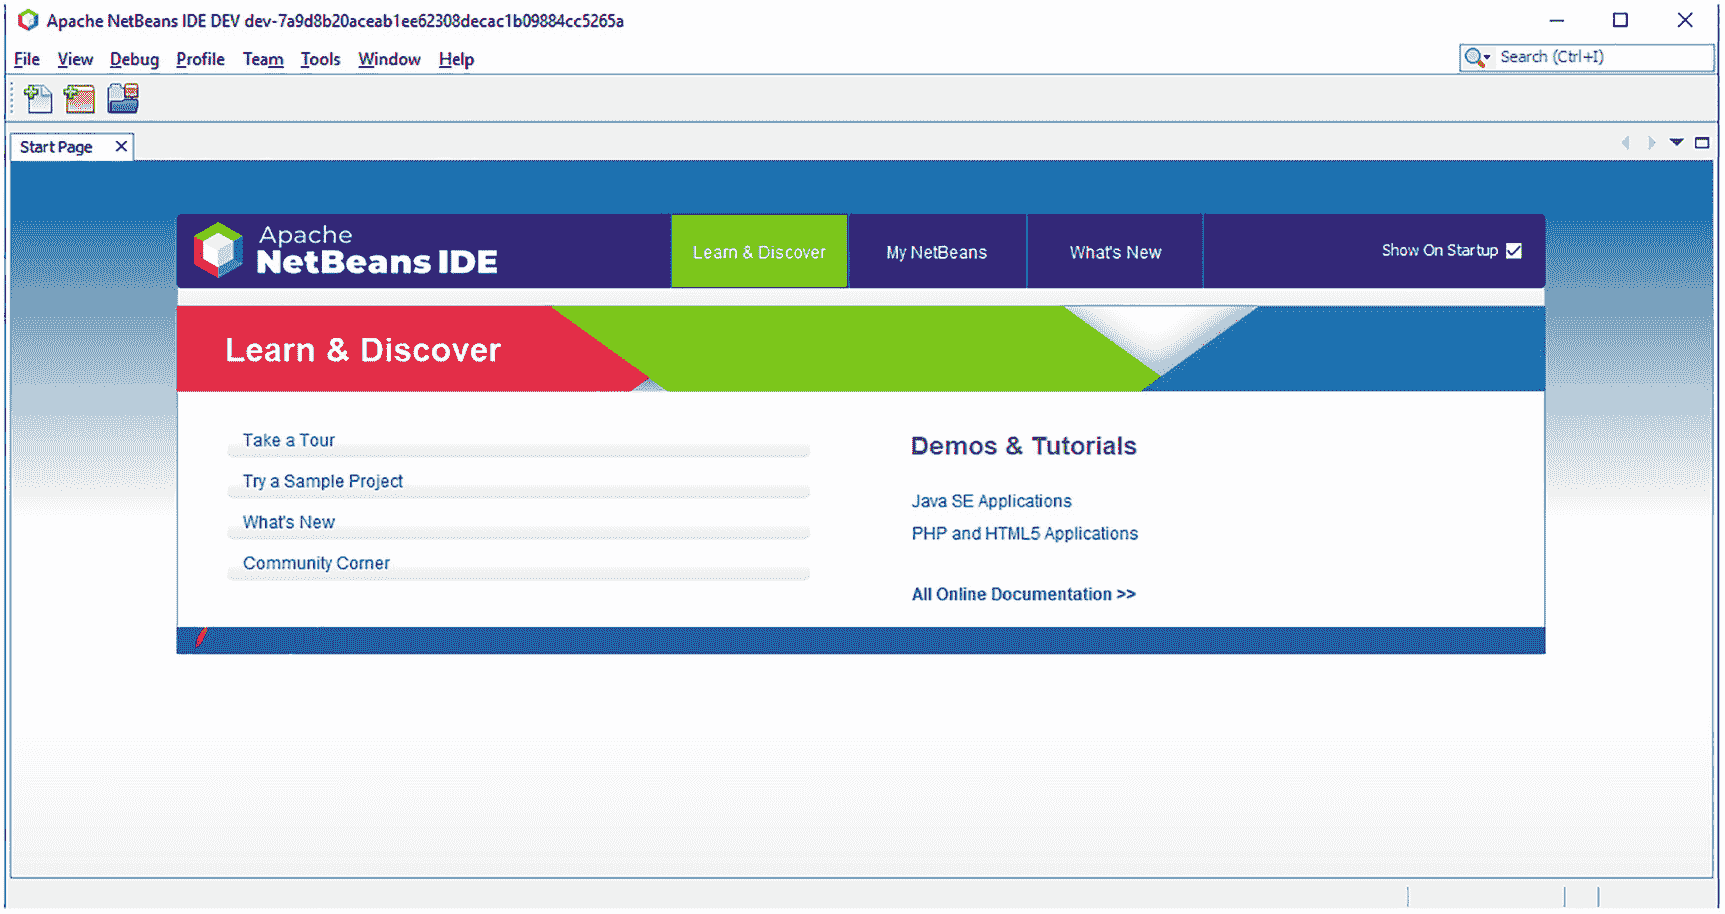 Apache NetBeans IDE DEV dev-7a9d8b20aceab1ee62308decac1b09884cc5265a
File View Debug Profile Team Tools Window Help
Search (Ctrl+I)
Start Page
Apache
NetBeans IDE
Learn & Discover
My NetBeans
What's New
Show On Startup
Learn & Discover
Take a Tour
Try a Sample Project
What's New
Community Corner
Demos & Tutorials
Java SE Applications
PHP and HTML5 Applications
All Online Documentation >>